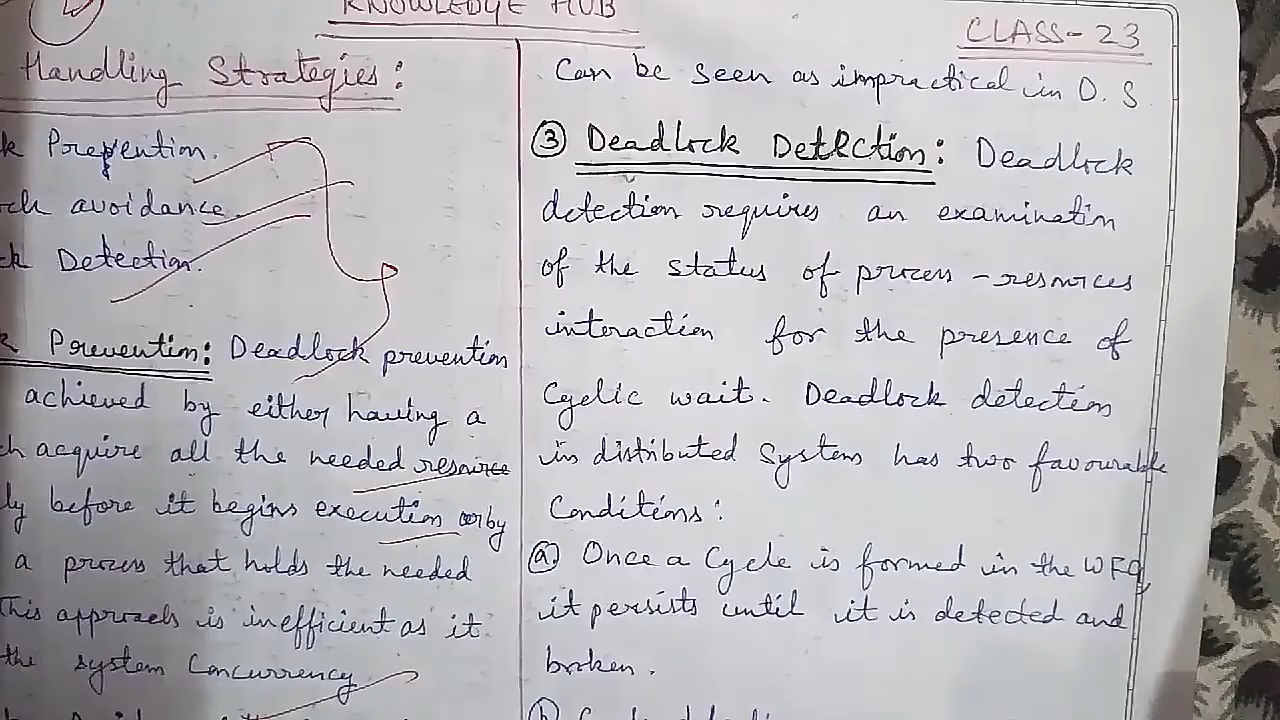 KNOWLEDGE HUB
CLASS-23
Handling Strategies:
k Prevention.
ck avoidance.
ck Detection.
k Prevention: Deadlock prevention
achieved by either having a
ch acquire all the needed resource
ly before it begins execution or by
a process that holds the needed
This approach is inefficient as it
the system concurrency.
Can be seen as impractical in D.S
③ Deadlock Detection: Deadlock
detection requires an examination
of the status of process - resources
interaction for the presence of
Cyclic wait. Deadlock detection
in distributed System has two favourable
Conditions:
ⓐ Once a Cycle is formed in the WFG,
it persists until it is detected and
broken.